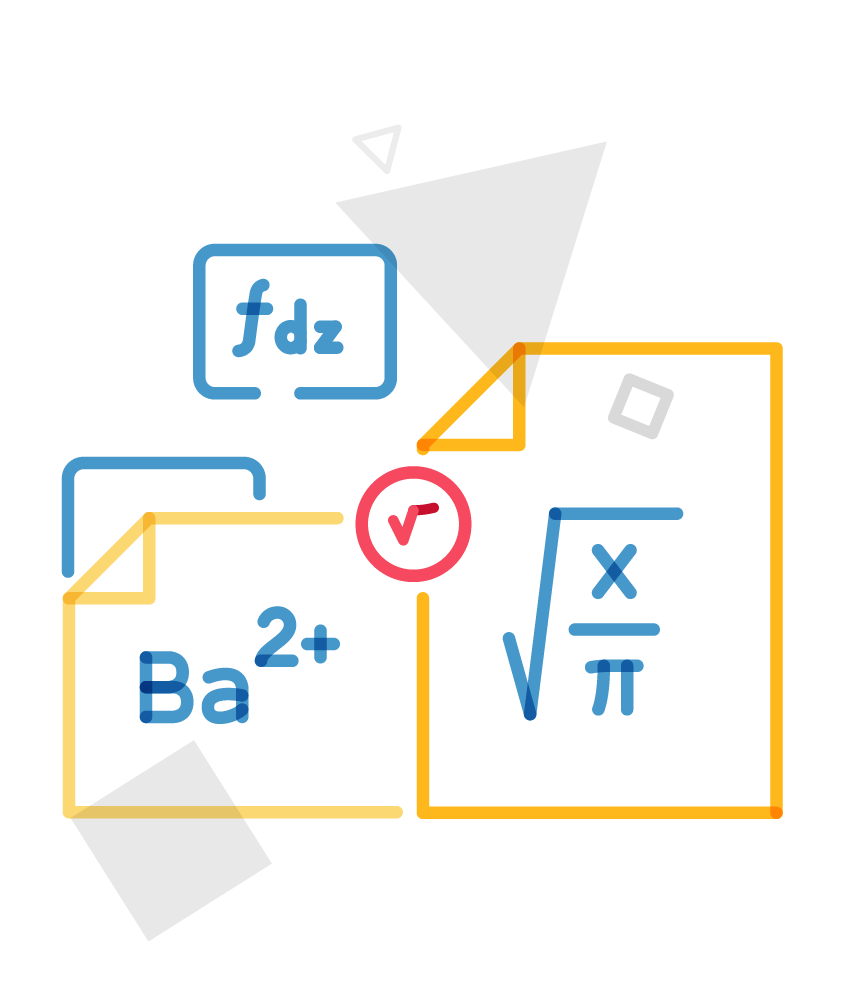 ∫dz
√
√(x/π)
Ba²⁺